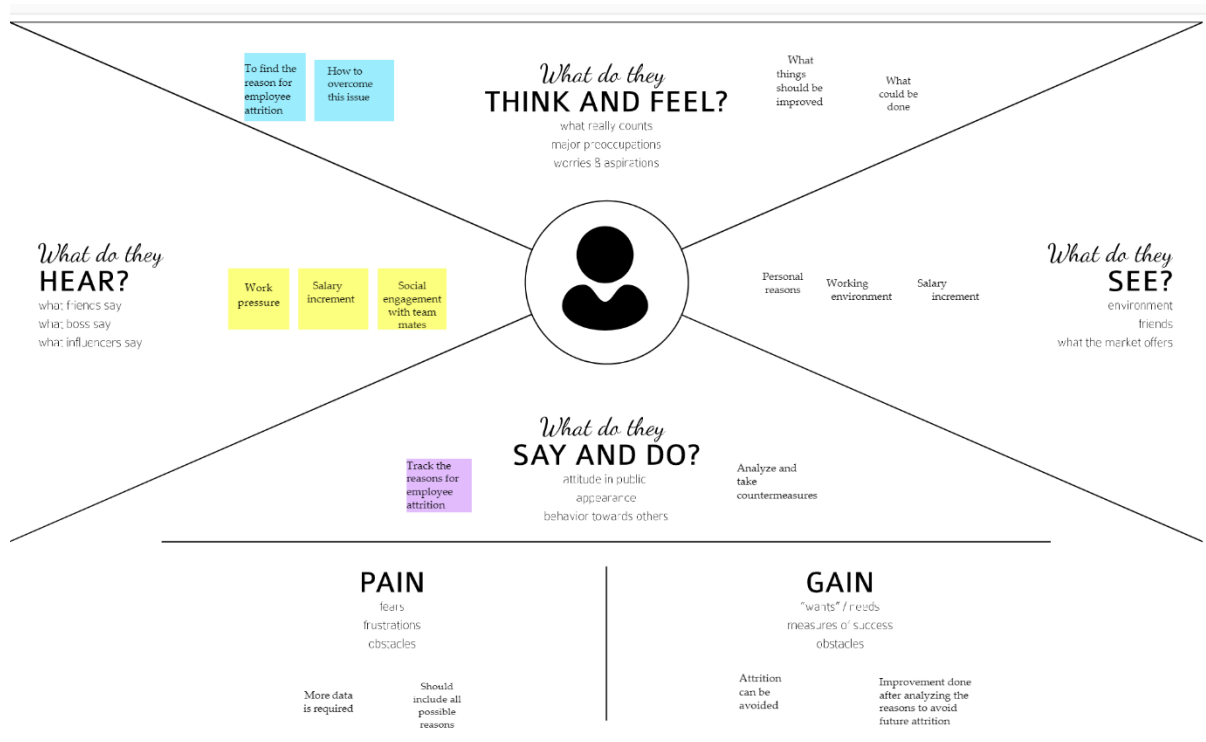 To find the
reason for
employee
attrition
How to
overcome
this issue
What do they
THINK AND FEEL?
what really counts
major preoccupations
worries & aspirations
What
things
should be
improved
What
could be
done
What do they
HEAR?
what friends say
what boss say
what influencers say
Work
pressure
Salary
increment
Social
engagement
with team
mates
Personal
reasons
Working
environment
Salary
increment
What do they
SEE?
environment
friends
what the market offers
What do they
SAY AND DO?
attitude in public
appearance
behavior towards others
Track the
reasons for
employee
attrition
Analyze and
take
countermeasures
PAIN
fears
frustrations
obstacles
More data
is required
Should
include all
possible
reasons
GAIN
"wants" / needs
measures of success
obstacles
Attrition
can be
avoided
Improvement done
after analyzing the
reasons to avoid
future attrition